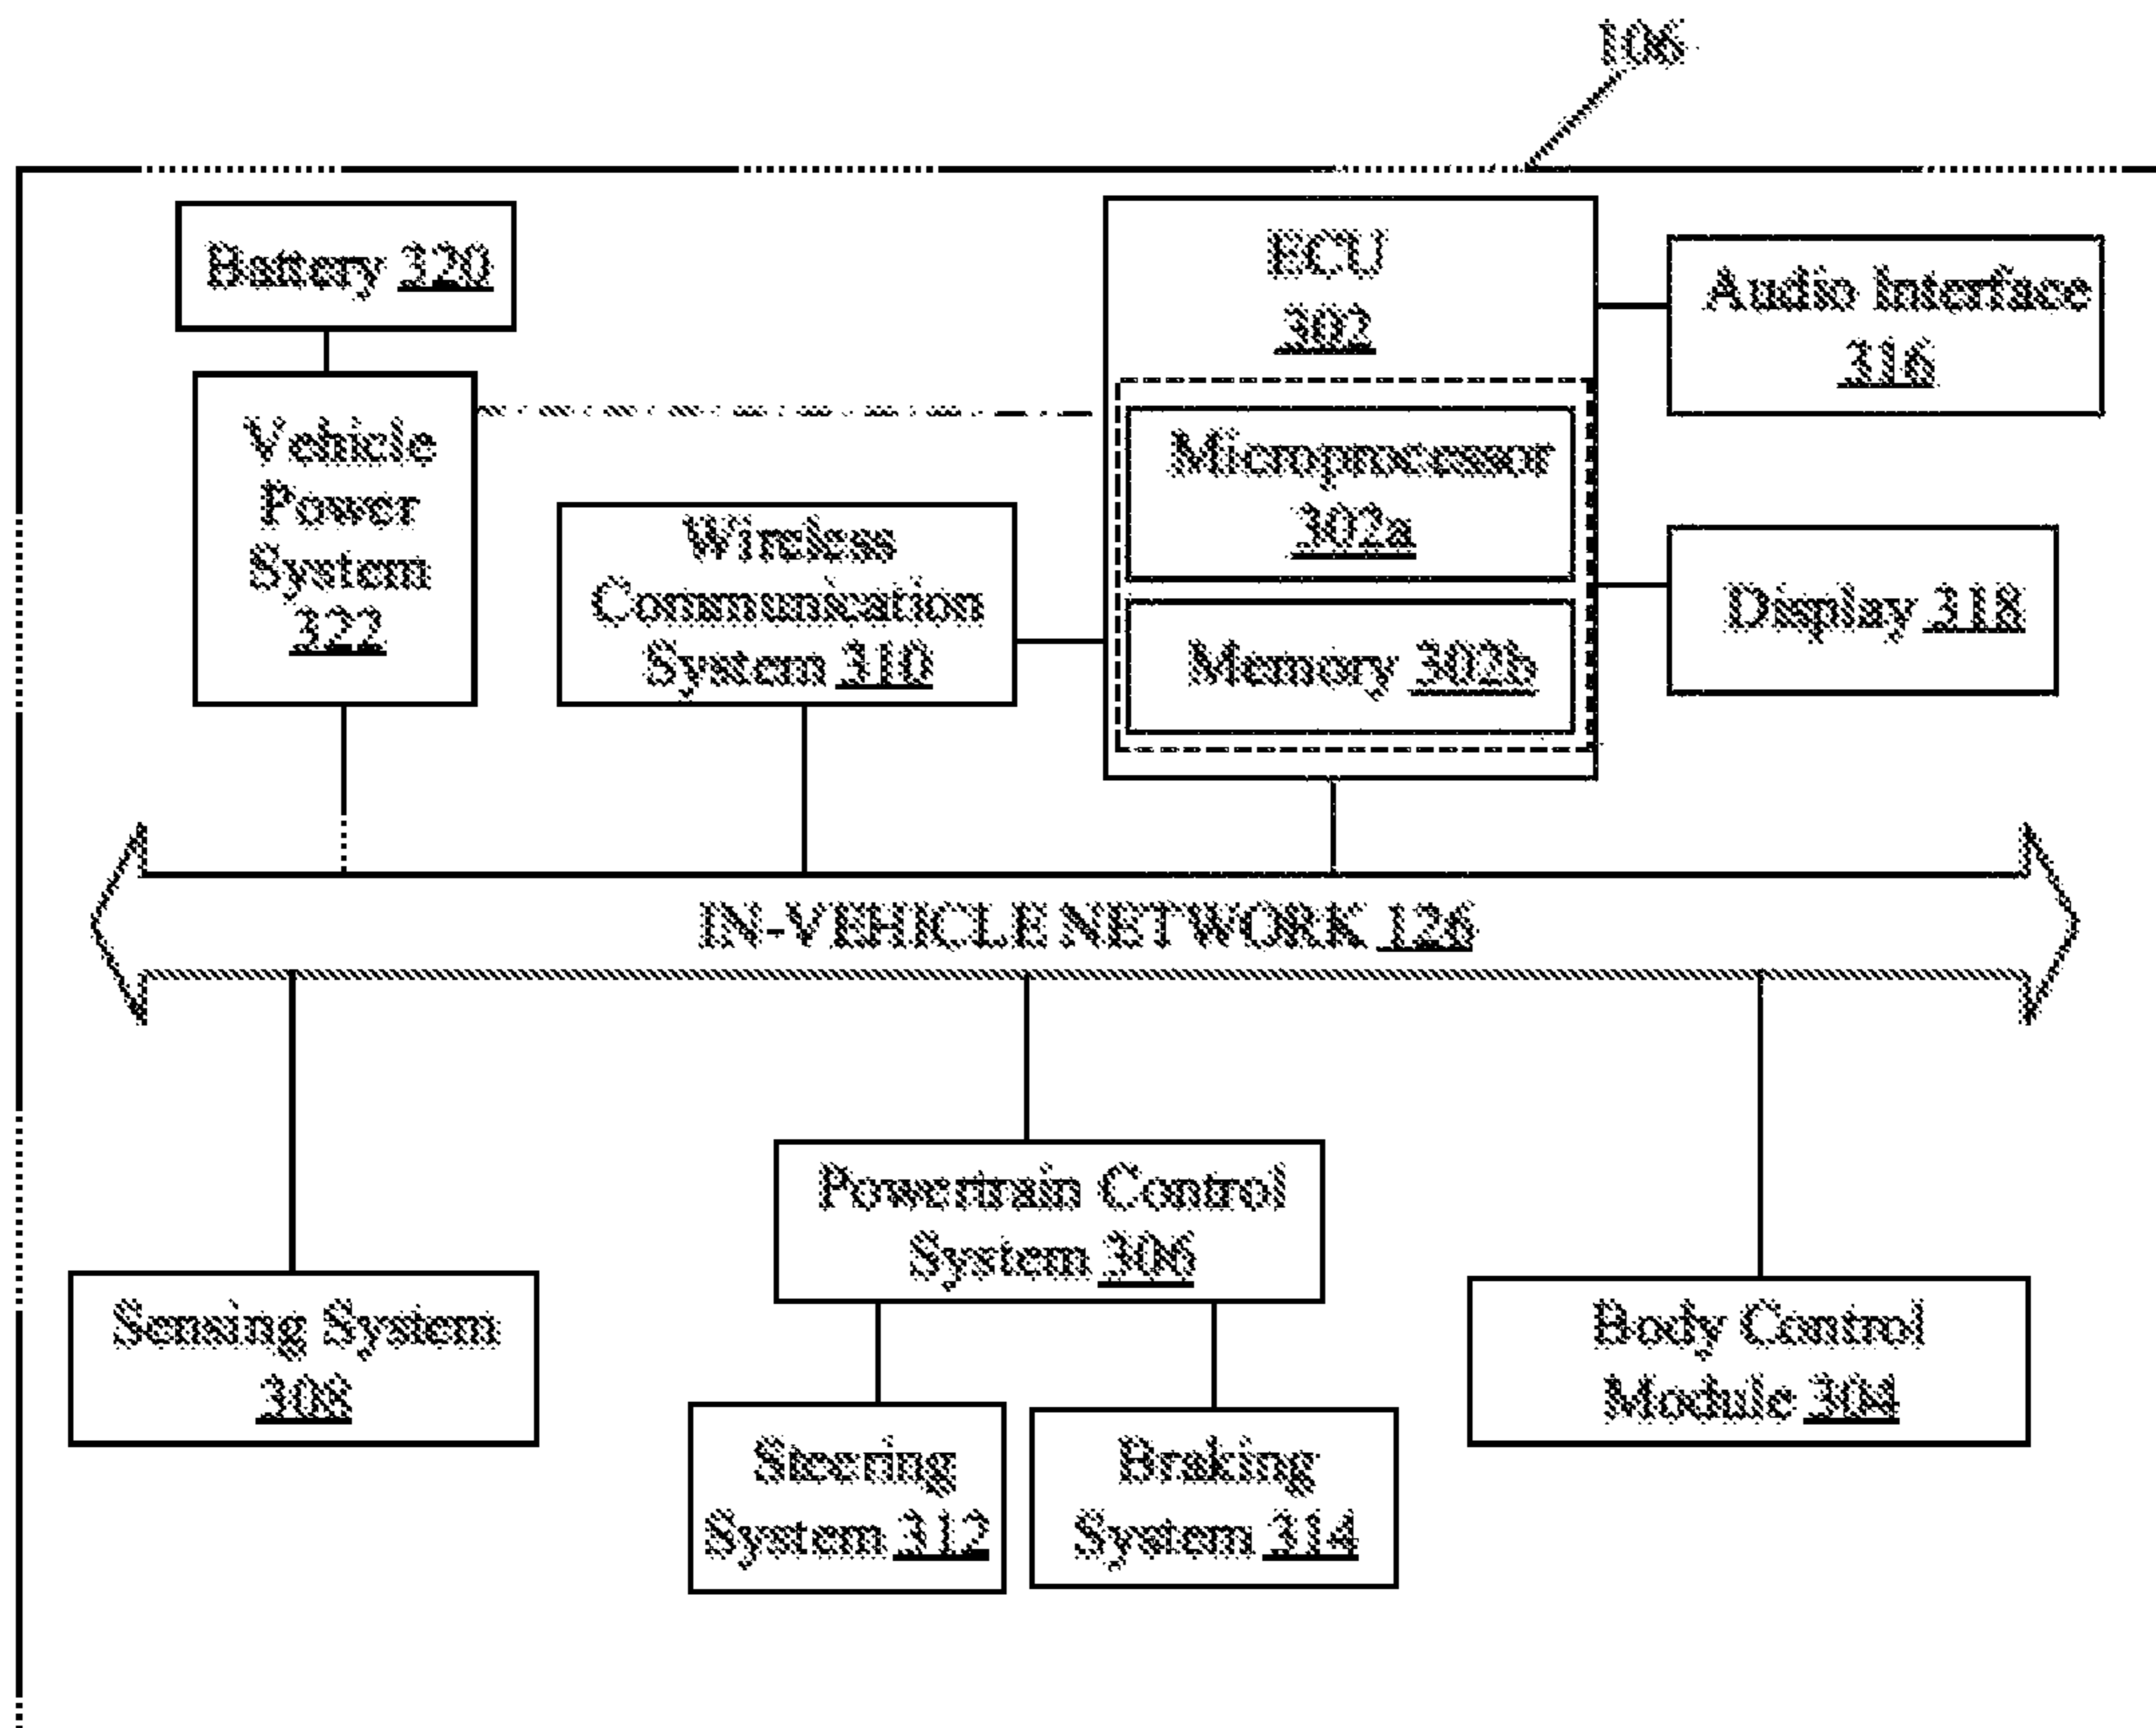 106
Battery 320
ECU
302
Audio Interface
316
Vehicle
Power
System
322
Microprocessor
302a
Wireless
Communication
System 310
Display 318
Memory 302b
IN-VEHICLE NETWORK 126
Powertrain Control
System 306
Sensing System
308
Body Control
Module 304
Steering
System 312
Braking
System 314